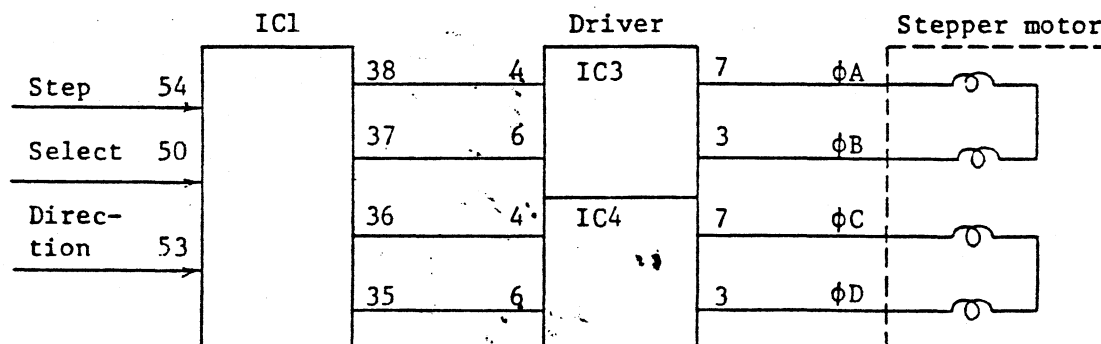 IC1 Driver Stepper motor
38 4 IC3 7 ϕA
Step 54
37 6 3 ϕB
Select 50
Direc-
tion 53
36 4 IC4 7 ϕC
35 6 3 ϕD